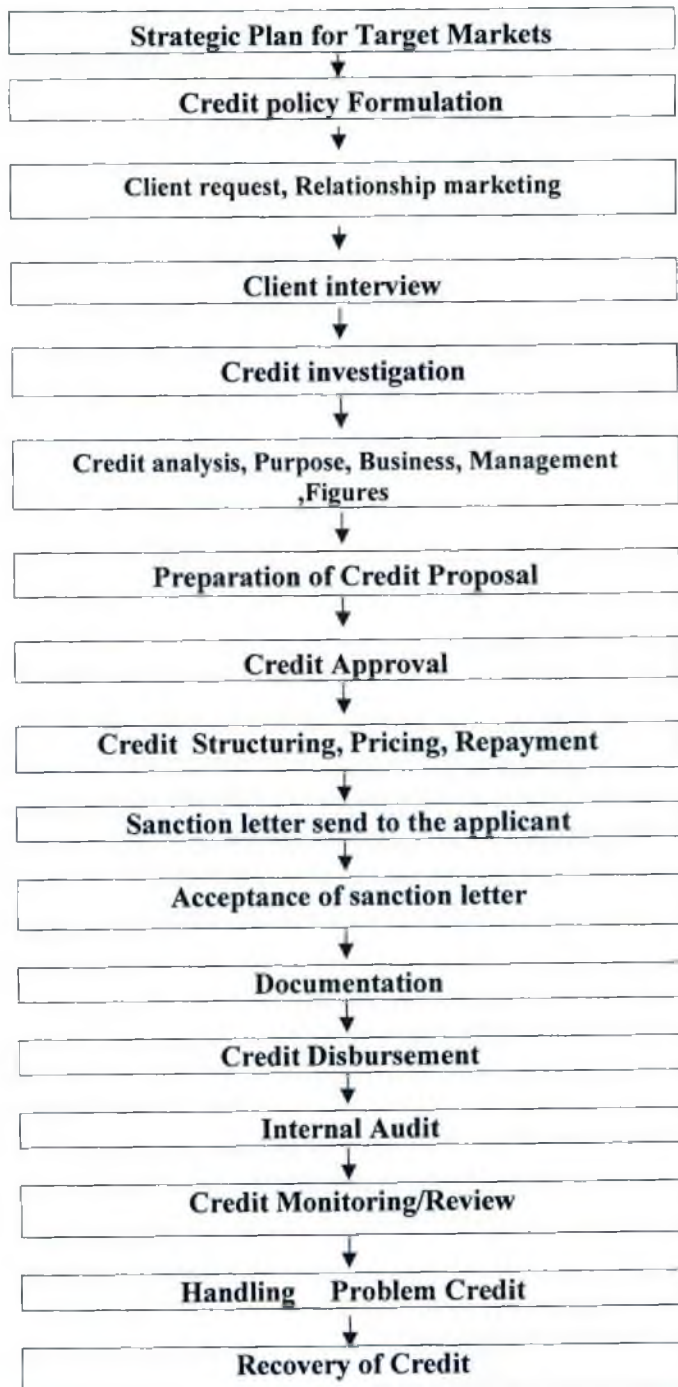 Strategic Plan for Target Markets
Credit policy Formulation
Client request, Relationship marketing
Client interview
Credit investigation
Credit analysis, Purpose, Business, Management
,Figures
Preparation of Credit Proposal
Credit Approval
Credit Structuring, Pricing, Repayment
Sanction letter send to the applicant
Acceptance of sanction letter
Documentation
Credit Disbursement
Internal Audit
Credit Monitoring/Review
Handling Problem Credit
Recovery of Credit